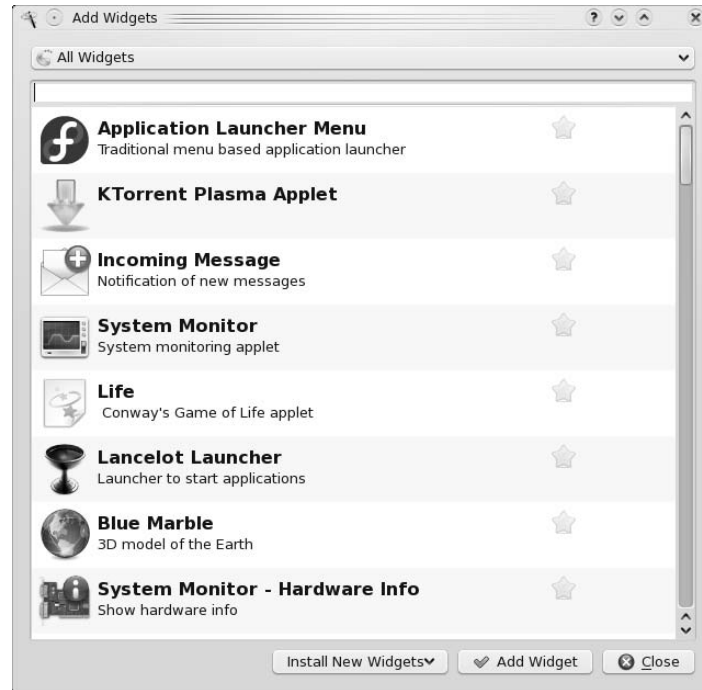 Add Widgets
All Widgets
Application Launcher Menu
Traditional menu based application launcher
KTorrent Plasma Applet
Incoming Message
Notification of new messages
System Monitor
System monitoring applet
Life
Conway's Game of Life applet
Lancelot Launcher
Launcher to start applications
Blue Marble
3D model of the Earth
System Monitor - Hardware Info
Show hardware info
Install New Widgets
Add Widget
Close